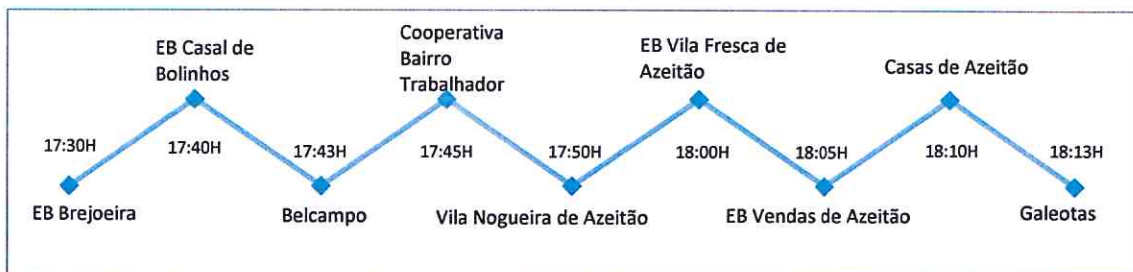 EB Casal de
Bolinhos
Cooperativa
Bairro
Trabalhador
EB Vila Fresca de
Azeitão
Casas de Azeitão
17:30H
17:40H
17:43H
17:45H
17:50H
18:00H
18:05H
18:10H
18:13H
EB Brejoeira
Belcampo
Vila Nogueira de Azeitão
EB Vendas de Azeitão
Galeotas